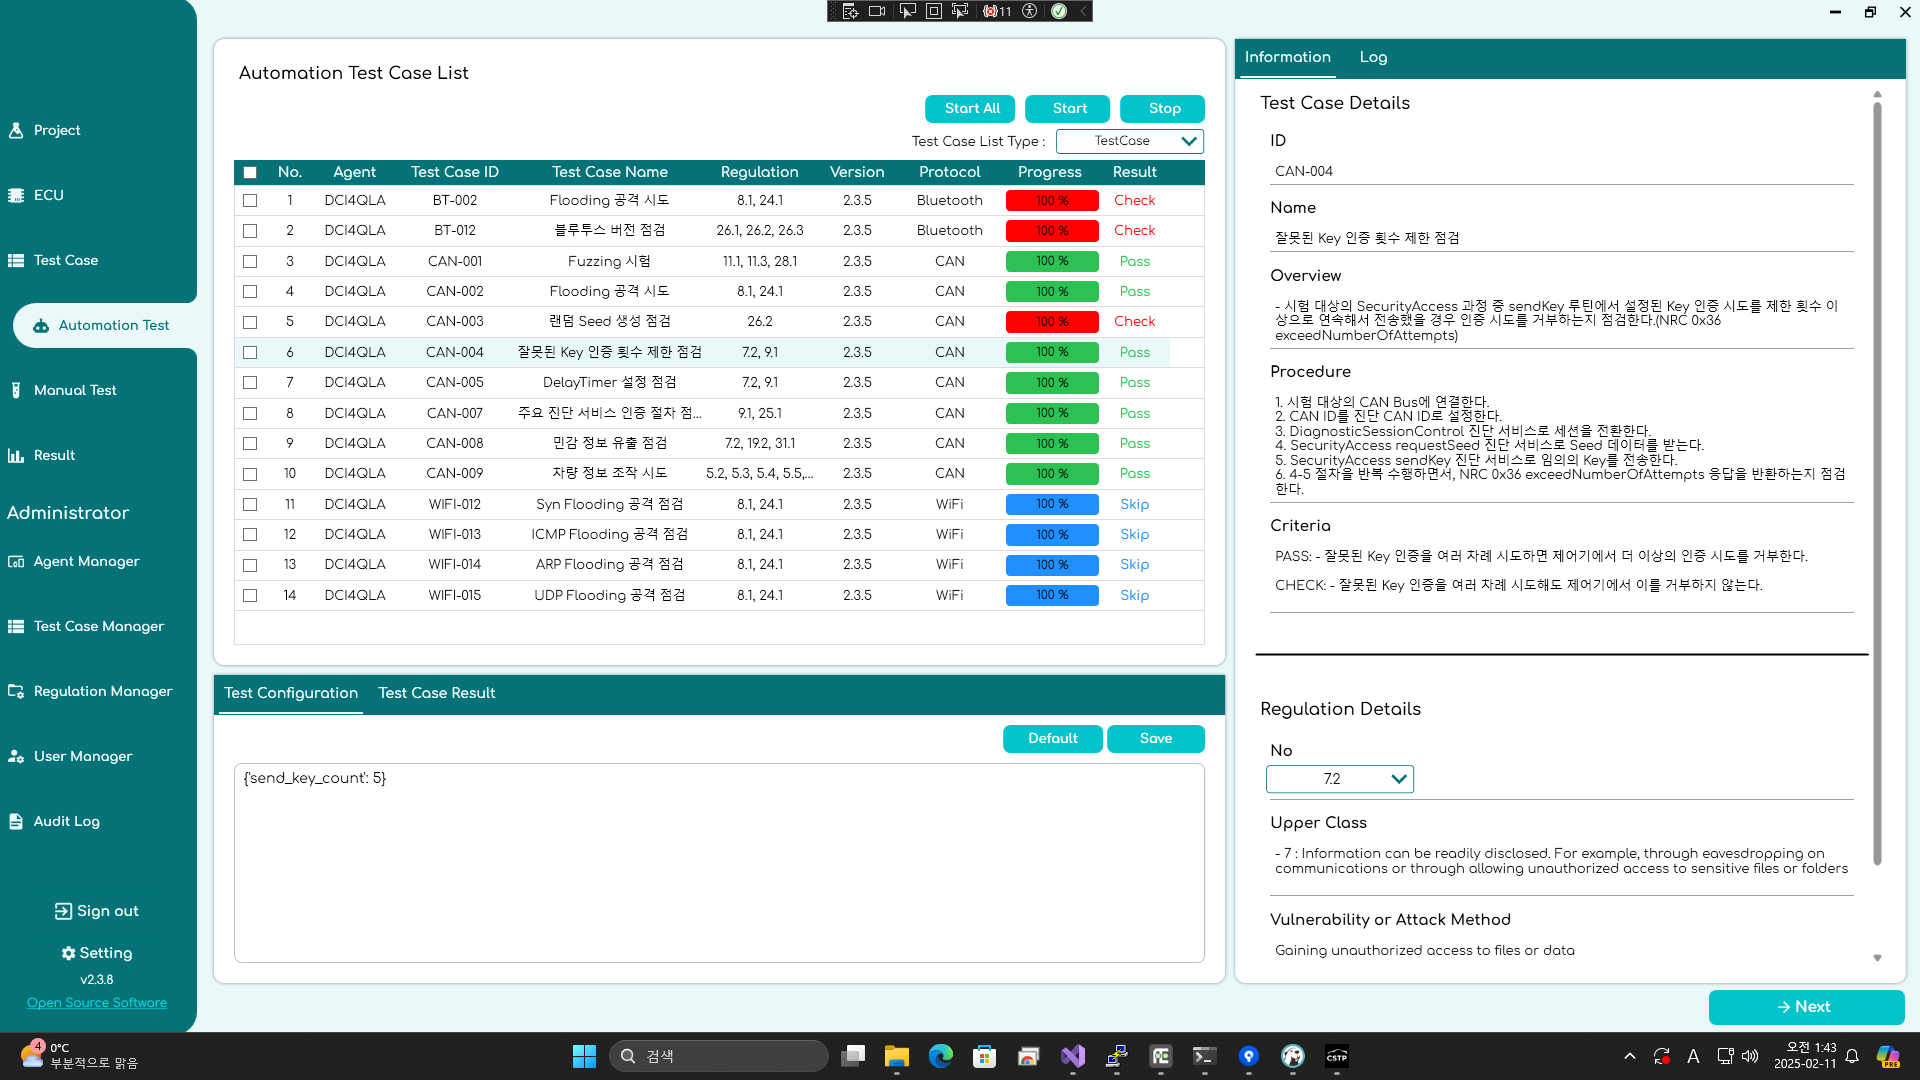 11
Project
ECU
Test Case
Automation Test
Manual Test
Result
Administrator
Agent Manager
Test Case Manager
Regulation Manager
User Manager
Audit Log
Sign out
Setting
v2.3.8
Open Source Software
Automation Test Case List
Start All Start Stop
Test Case List Type : TestCase
No. Agent Test Case ID Test Case Name Regulation Version Protocol Progress Result
1 DCI4QLA BT-002 Flooding 공격 시도 8.1, 24.1 2.3.5 Bluetooth 100 % Check
2 DCI4QLA BT-012 블루투스 버전 점검 26.1, 26.2, 26.3 2.3.5 Bluetooth 100 % Check
3 DCI4QLA CAN-001 Fuzzing 시험 11.1, 11.3, 28.1 2.3.5 CAN 100 % Pass
4 DCI4QLA CAN-002 Flooding 공격 시도 8.1, 24.1 2.3.5 CAN 100 % Pass
5 DCI4QLA CAN-003 랜덤 Seed 생성 점검 26.2 2.3.5 CAN 100 % Check
6 DCI4QLA CAN-004 잘못된 Key 인증 횟수 제한 점검 7.2, 9.1 2.3.5 CAN 100 % Pass
7 DCI4QLA CAN-005 DelayTimer 설정 점검 7.2, 9.1 2.3.5 CAN 100 % Pass
8 DCI4QLA CAN-007 주요 진단 서비스 인증 절차 점... 9.1, 25.1 2.3.5 CAN 100 % Pass
9 DCI4QLA CAN-008 민감 정보 유출 점검 7.2, 19.2, 31.1 2.3.5 CAN 100 % Pass
10 DCI4QLA CAN-009 차량 정보 조작 시도 5.2, 5.3, 5.4, 5.5,... 2.3.5 CAN 100 % Pass
11 DCI4QLA WIFI-012 Syn Flooding 공격 점검 8.1, 24.1 2.3.5 WiFi 100 % Skip
12 DCI4QLA WIFI-013 ICMP Flooding 공격 점검 8.1, 24.1 2.3.5 WiFi 100 % Skip
13 DCI4QLA WIFI-014 ARP Flooding 공격 점검 8.1, 24.1 2.3.5 WiFi 100 % Skip
14 DCI4QLA WIFI-015 UDP Flooding 공격 점검 8.1, 24.1 2.3.5 WiFi 100 % Skip
Test Configuration Test Case Result
Default Save
{'send_key_count': 5}
Information Log
Test Case Details
ID
CAN-004
Name
잘못된 Key 인증 횟수 제한 점검
Overview
- 시험 대상의 SecurityAccess 과정 중 sendKey 루틴에서 설정된 Key 인증 시도를 제한 횟수 이
상으로 연속해서 전송했을 경우 인증 시도를 거부하는지 점검한다.(NRC 0x36
exceedNumberOfAttempts)
Procedure
1. 시험 대상의 CAN Bus에 연결한다.
2. CAN ID를 진단 CAN ID로 설정한다.
3. DiagnosticSessionControl 진단 서비스로 세션을 전환한다.
4. SecurityAccess requestSeed 진단 서비스로 Seed 데이터를 받는다.
5. SecurityAccess sendKey 진단 서비스로 임의의 Key를 전송한다.
6. 4-5 절차을 반복 수행하면서, NRC 0x36 exceedNumberOfAttempts 응답을 반환하는지 점검
한다.
Criteria
PASS: - 잘못된 Key 인증을 여러 차례 시도하면 제어기에서 더 이상의 인증 시도를 거부한다.
CHECK: - 잘못된 Key 인증을 여러 차례 시도해도 제어기에서 이를 거부하지 않는다.
Regulation Details
No
7.2
Upper Class
- 7 : Information can be readily disclosed. For example, through eavesdropping on
communications or through allowing unauthorized access to sensitive files or folders
Vulnerability or Attack Method
Gaining unauthorized access to files or data
→ Next
4
0°C
부분적으로 맑음
검색
PC
CSTP
A
오전 1:43
2025-02-11
PRE